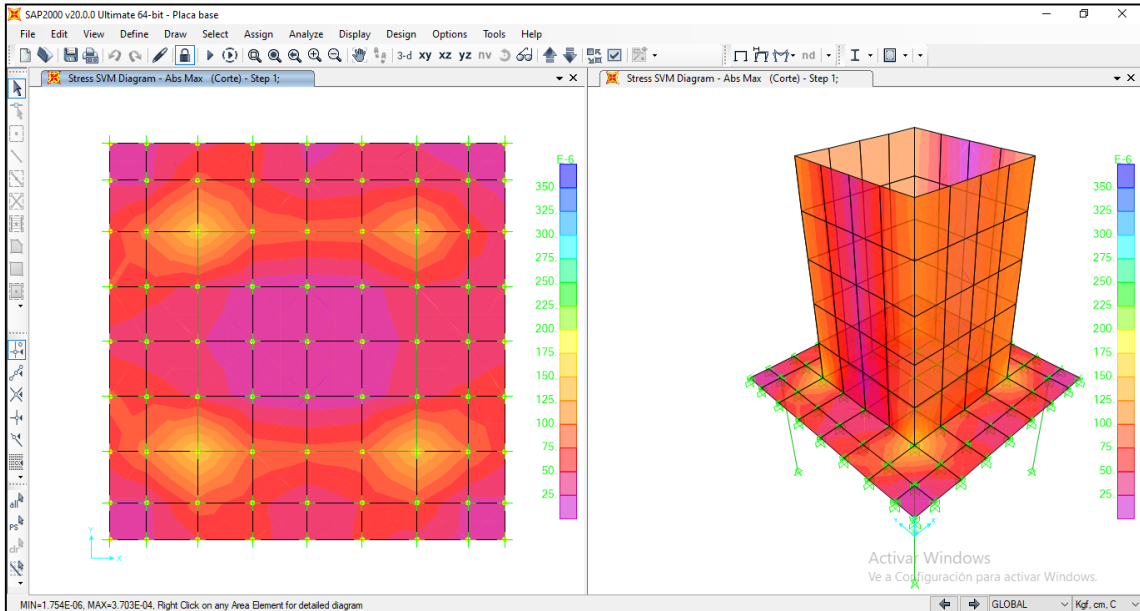 SAP2000 v20.0.0 Ultimate 64-bit - Placa base
File Edit View Define Draw Select Assign Analyze Display Design Options Tools Help
3-d xy xz yz nv nd
Stress SVM Diagram - Abs Max (Corte) - Step 1;
Stress SVM Diagram - Abs Max (Corte) - Step 1;
E-6
350
325
300
275
250
225
200
175
150
125
100
75
50
25
Y
X
E-6
350
325
300
275
250
225
200
175
150
125
100
75
50
25
Y X
all
PS
clr
Activar Windows
Ve a Configuración para activar Windows.
MIN=1.754E-06, MAX=3.703E-04, Right Click on any Area Element for detailed diagram
GLOBAL
Kgf, cm, C